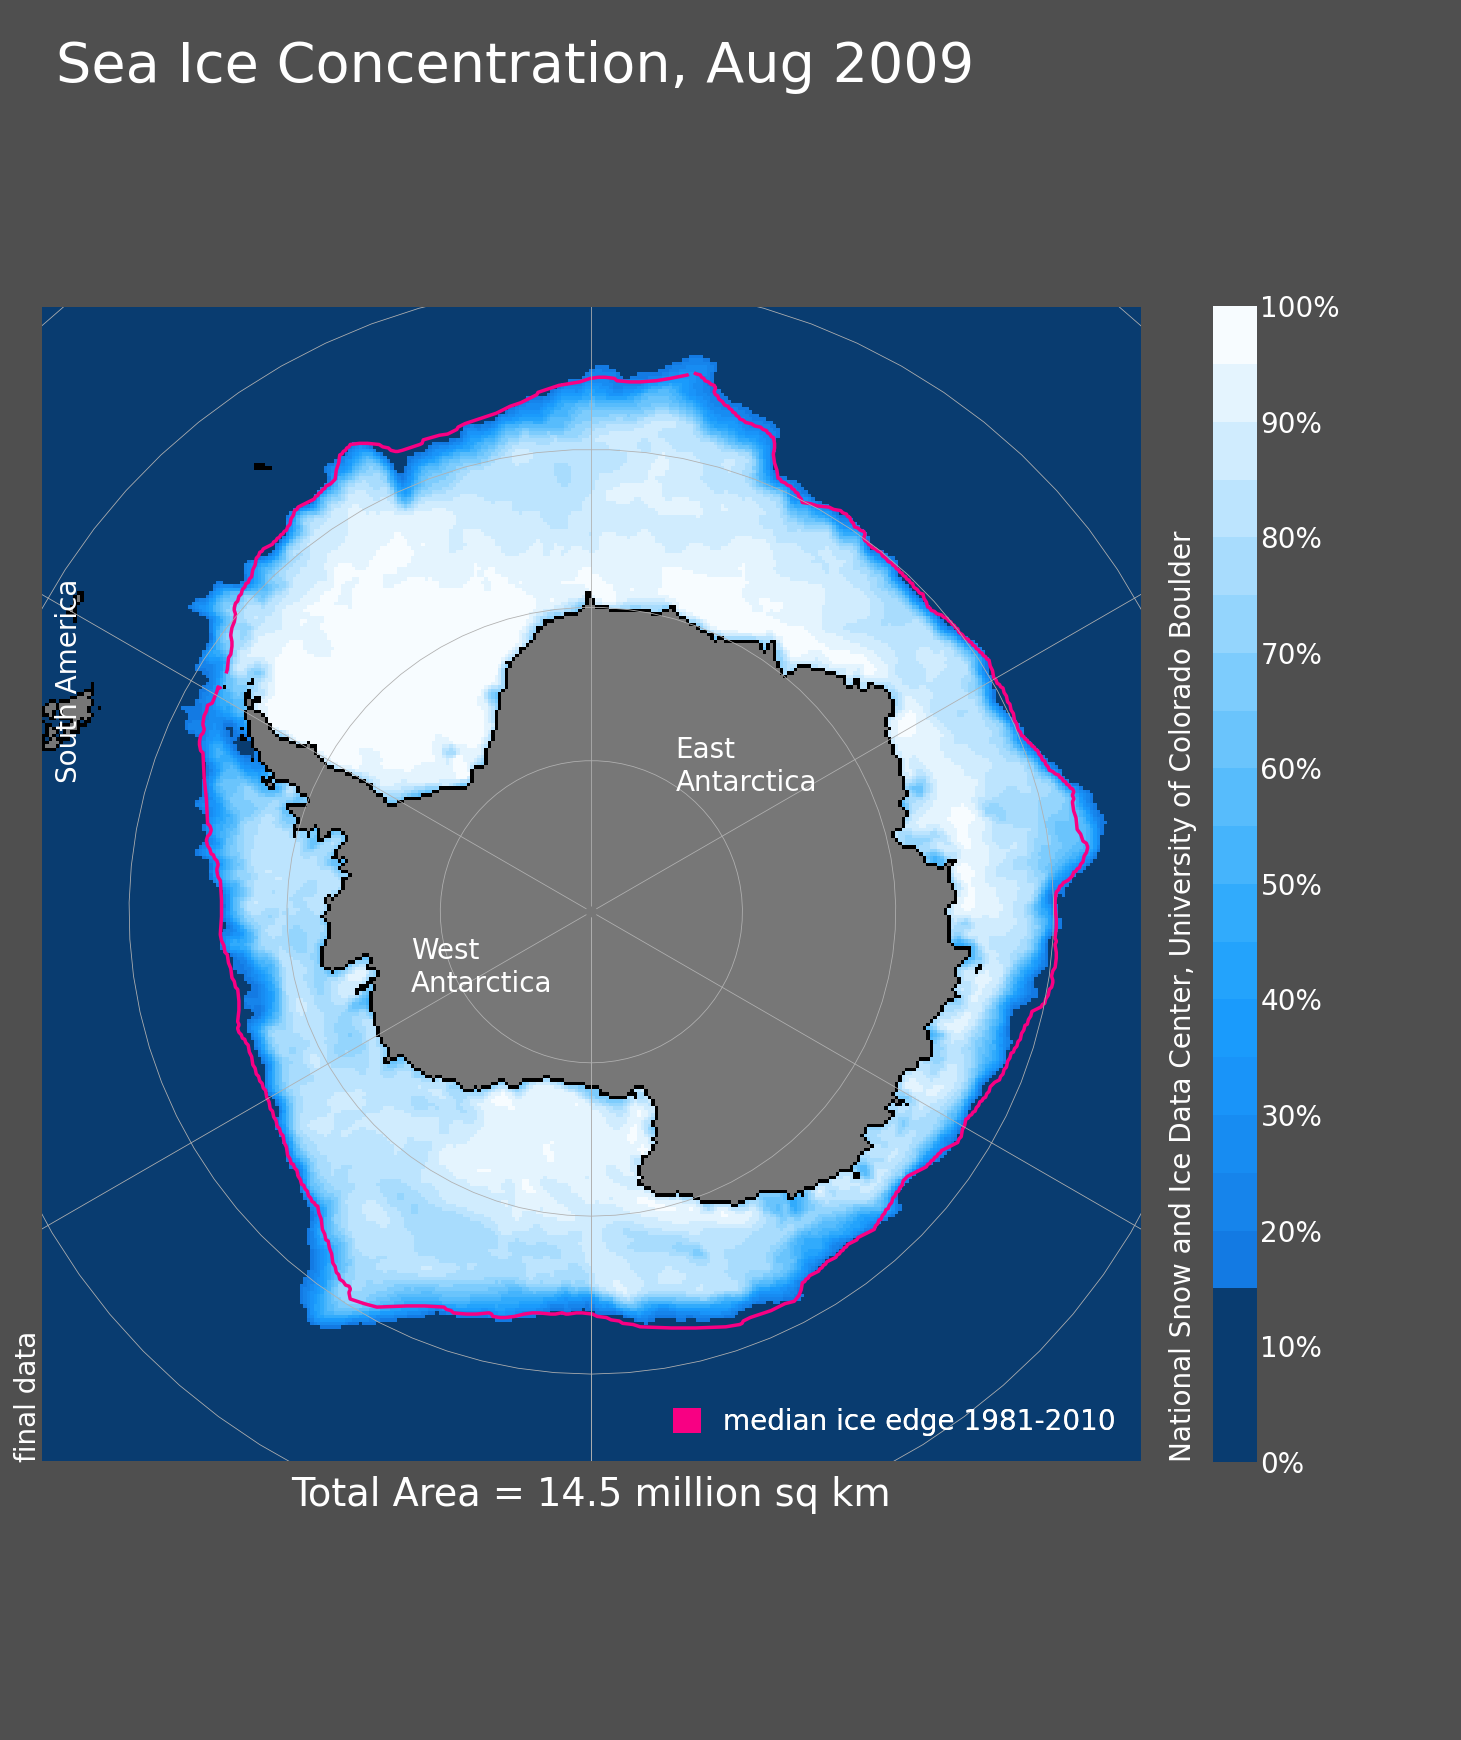 Sea Ice Concentration, Aug 2009
South America
East
Antarctica
West
Antarctica
median ice edge 1981-2010
final data
Total Area = 14.5 million sq km
National Snow and Ice Data Center, University of Colorado Boulder
100%
90%
80%
70%
60%
50%
40%
30%
20%
10%
0%